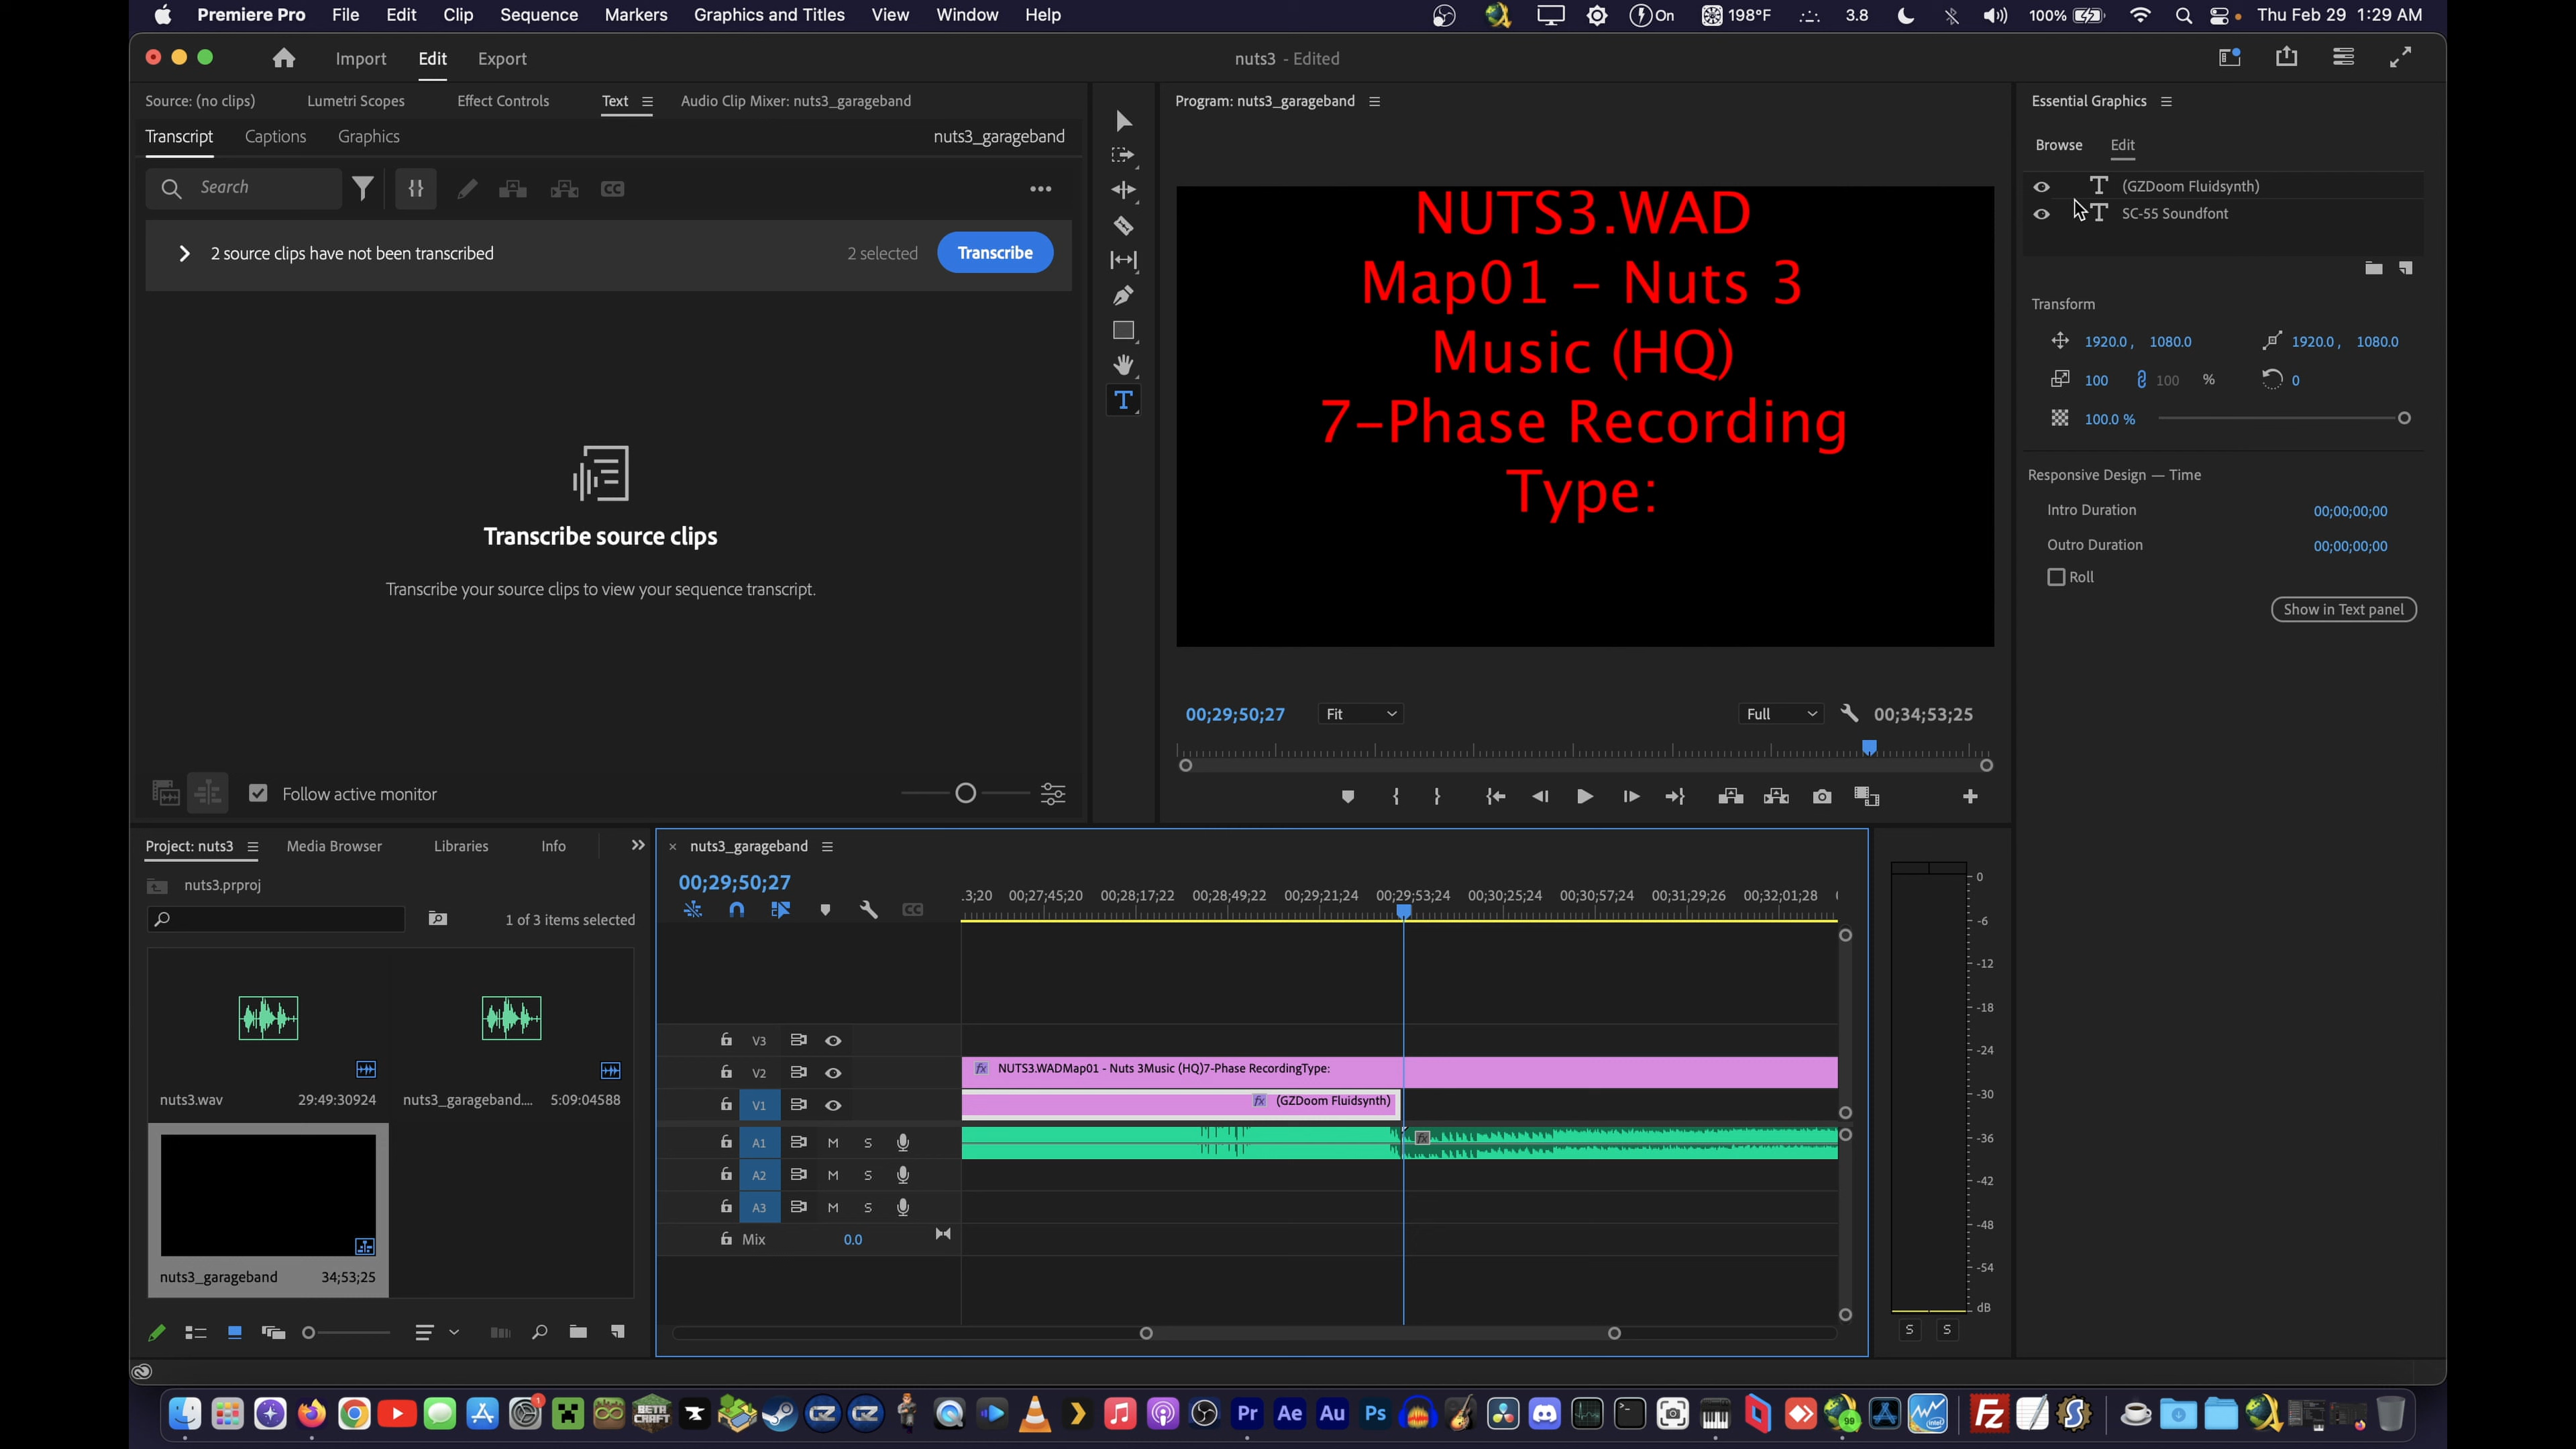 Premiere Pro File Edit Clip Sequence Markers Graphics and Titles View Window Help On 198°F 3.8 100% Thu Feb 29 1:29 AM
Import Edit Export nuts3 - Edited
Source: (no clips) Lumetri Scopes Effect Controls Text Audio Clip Mixer: nuts3_garageband
Transcript Captions Graphics nuts3_garageband
Search
2 source clips have not been transcribed 2 selected Transcribe
Transcribe source clips
Transcribe your source clips to view your sequence transcript.
Follow active monitor
Program: nuts3_garageband
NUTS3.WAD
Map01 – Nuts 3
Music (HQ)
7–Phase Recording
Type:
00;29;50;27 Fit Full 00;34;53;25
Essential Graphics
Browse Edit
(GZDoom Fluidsynth)
SC-55 Soundfont
Transform
1920.0 , 1080.0 1920.0 , 1080.0
100 100 % 0
100.0 %
Responsive Design — Time
Intro Duration 00;00;00;00
Outro Duration 00;00;00;00
Roll
Show in Text panel
Project: nuts3 Media Browser Libraries Info
nuts3.prproj
1 of 3 items selected
nuts3.wav 29:49:30924 nuts3_garageband.... 5:09:04588
nuts3_garageband 34;53;25
nuts3_garageband
00;29;50;27
.3;20 00;27;45;20 00;28;17;22 00;28;49;22 00;29;21;24 00;29;53;24 00;30;25;24 00;30;57;24 00;31;29;26 00;32;01;28
V3
V2 fx NUTS3.WADMap01 - Nuts 3Music (HQ)7-Phase RecordingType:
V1 fx (GZDoom Fluidsynth)
A1 M S fx
A2 M S
A3 M S
Mix 0.0
0
-6
-12
-18
-24
-30
-36
-42
-48
-54
dB
S S
BETA
CRAFT
Pr Ae Au Ps
99
intel
Fz